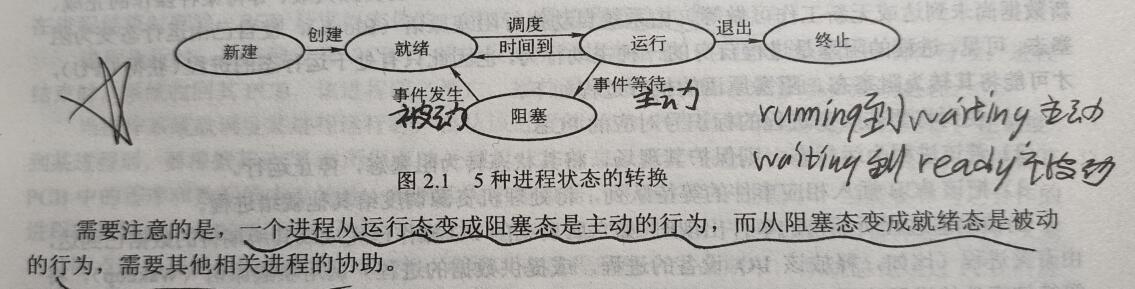 新建
创建
就绪
调度
时间到
运行
退出
终止
事件发生
被动
阻塞
事件等待
主动
ruming到waiting主动
waiting到ready主被动
图 2.1 5 种进程状态的转换
需要注意的是，一个进程从运行态变成阻塞态是主动的行为，而从阻塞态变成就绪态是被动
的行为，需要其他相关进程的协助。